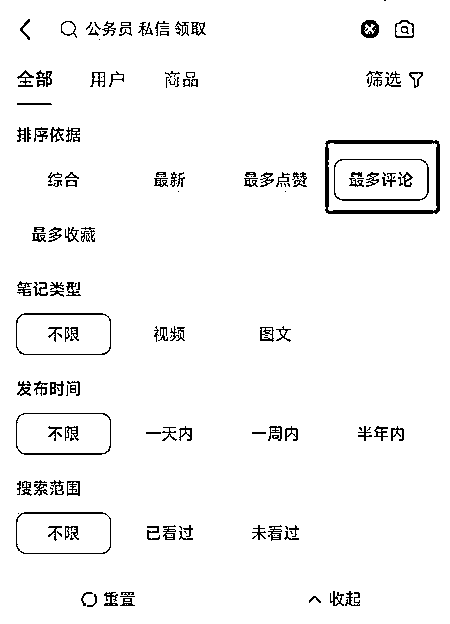 公务员 私信 领取
全部 用户 商品 筛选
排序依据
综合 最新 最多点赞 最多评论
最多收藏
笔记类型
不限 视频 图文
发布时间
不限 一天内 一周内 半年内
搜索范围
不限 已看过 未看过
重置 收起